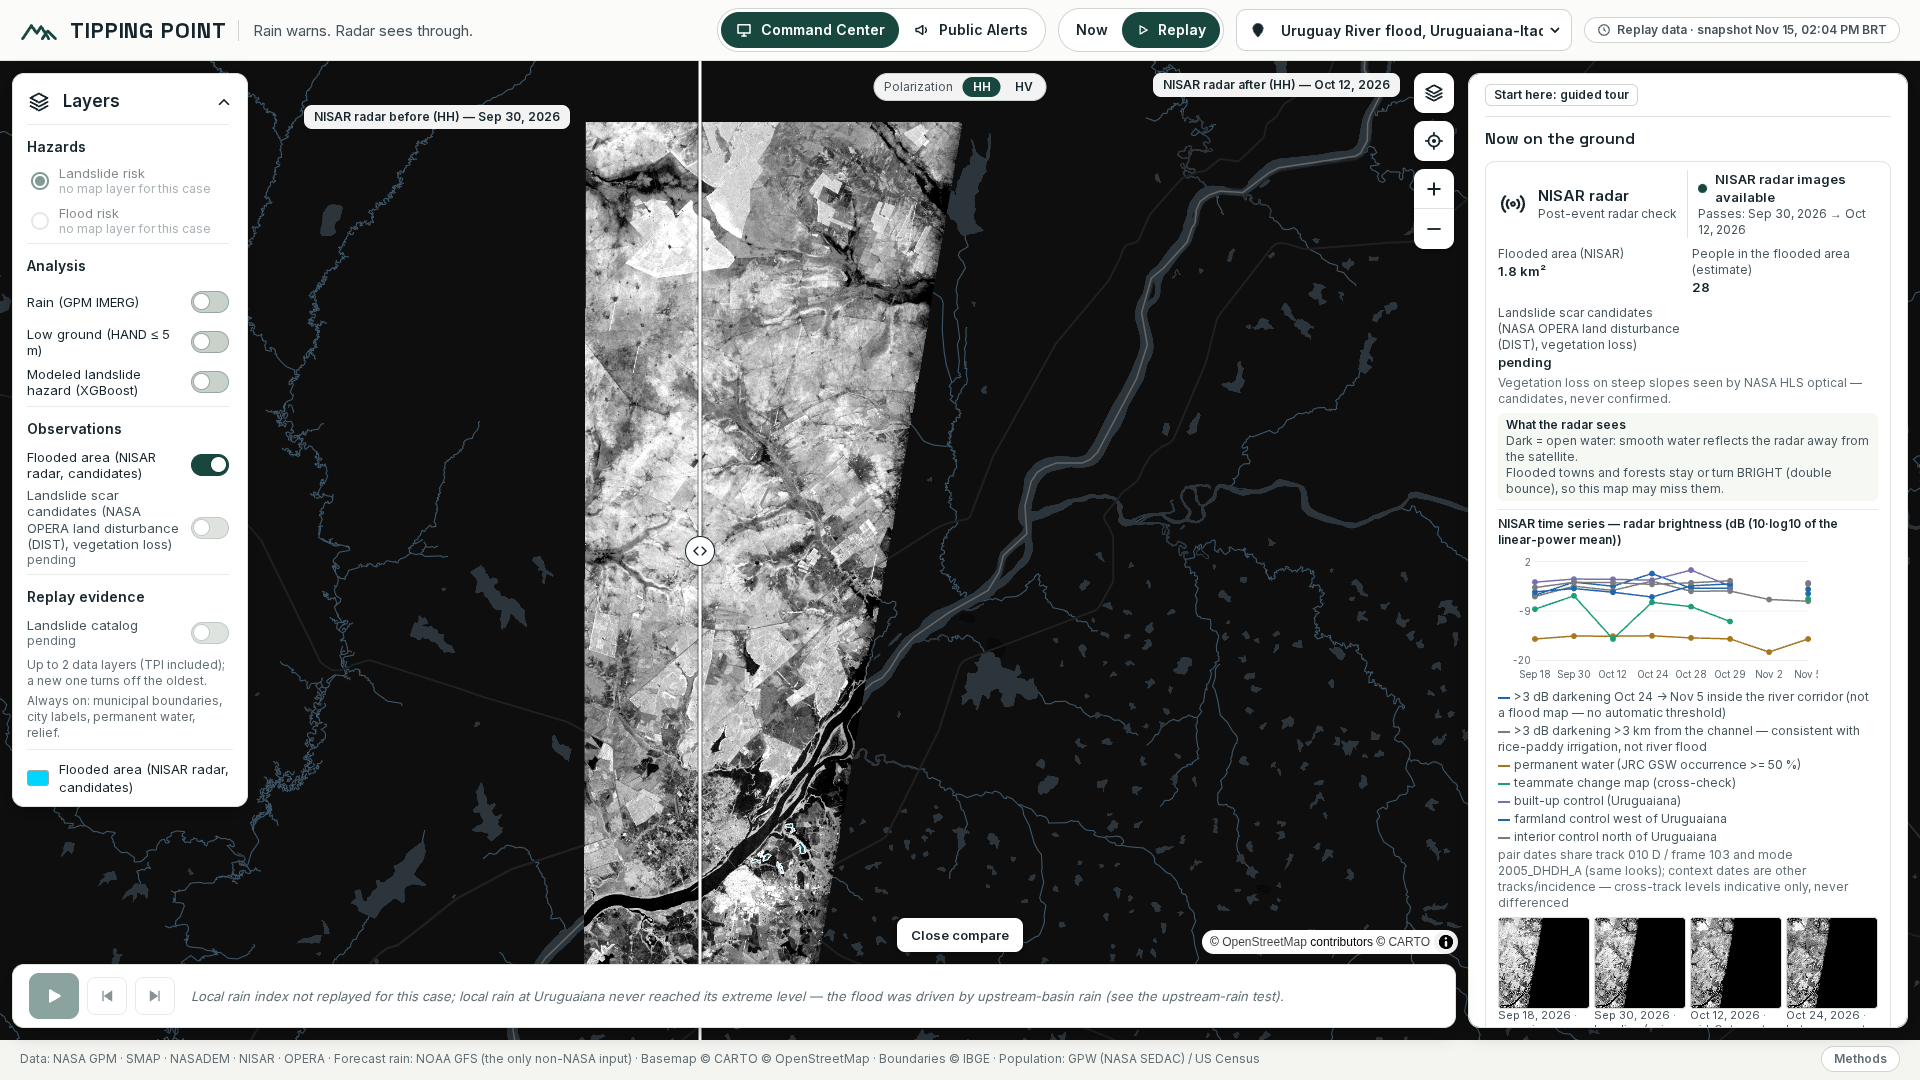 TIPPING POINT
Rain warns. Radar sees through.
Command Center
Public Alerts
Now
Replay
Uruguay River flood, Uruguaiana-Itac
Replay data · snapshot Nov 15, 02:04 PM BRT
Layers
Hazards
Landslide risk
no map layer for this case
Flood risk
no map layer for this case
Analysis
Rain (GPM IMERG)
Low ground (HAND ≤ 5
m)
Modeled landslide
hazard (XGBoost)
Observations
Flooded area (NISAR
radar, candidates)
Landslide scar
candidates (NASA
OPERA land disturbance
(DIST), vegetation loss)
pending
Replay evidence
Landslide catalog
pending
Up to 2 data layers (TPI included);
a new one turns off the oldest.
Always on: municipal boundaries,
city labels, permanent water,
relief.
Flooded area (NISAR radar,
candidates)
NISAR radar before (HH) — Sep 30, 2026
Polarization HH HV
NISAR radar after (HH) — Oct 12, 2026
Close compare
© OpenStreetMap contributors © CARTO
Local rain index not replayed for this case; local rain at Uruguaiana never reached its extreme level — the flood was driven by upstream-basin rain (see the upstream-rain test).
Start here: guided tour
Now on the ground
NISAR radar
Post-event radar check
NISAR radar images
available
Passes: Sep 30, 2026 → Oct
12, 2026
Flooded area (NISAR)
1.8 km²
People in the flooded area
(estimate)
28
Landslide scar candidates
(NASA OPERA land disturbance
(DIST), vegetation loss)
pending
Vegetation loss on steep slopes seen by NASA HLS optical —
candidates, never confirmed.
What the radar sees
Dark = open water: smooth water reflects the radar away from
the satellite.
Flooded towns and forests stay or turn BRIGHT (double
bounce), so this map may miss them.
NISAR time series — radar brightness (dB (10·log10 of the
linear-power mean))
2
-9
-20
Sep 18 Sep 30 Oct 12 Oct 24 Oct 28 Oct 29 Nov 2 Nov
>3 dB darkening Oct 24 → Nov 5 inside the river corridor (not
a flood map — no automatic threshold)
>3 dB darkening >3 km from the channel — consistent with
rice-paddy irrigation, not river flood
permanent water (JRC GSW occurrence >= 50 %)
teammate change map (cross-check)
built-up control (Uruguaiana)
farmland control west of Uruguaiana
interior control north of Uruguaiana
pair dates share track 010 D / frame 103 and mode
2005_DHDH_A (same looks); context dates are other
tracks/incidence — cross-track levels indicative only, never
differenced
Sep 18, 2026 · Sep 30, 2026 · Oct 12, 2026 · Oct 24, 2026 ·
Data: NASA GPM · SMAP · NASADEM · NISAR · OPERA · Forecast rain: NOAA GFS (the only non-NASA input) · Basemap © CARTO © OpenStreetMap · Boundaries © IBGE · Population: GPW (NASA SEDAC) / US Census
Methods